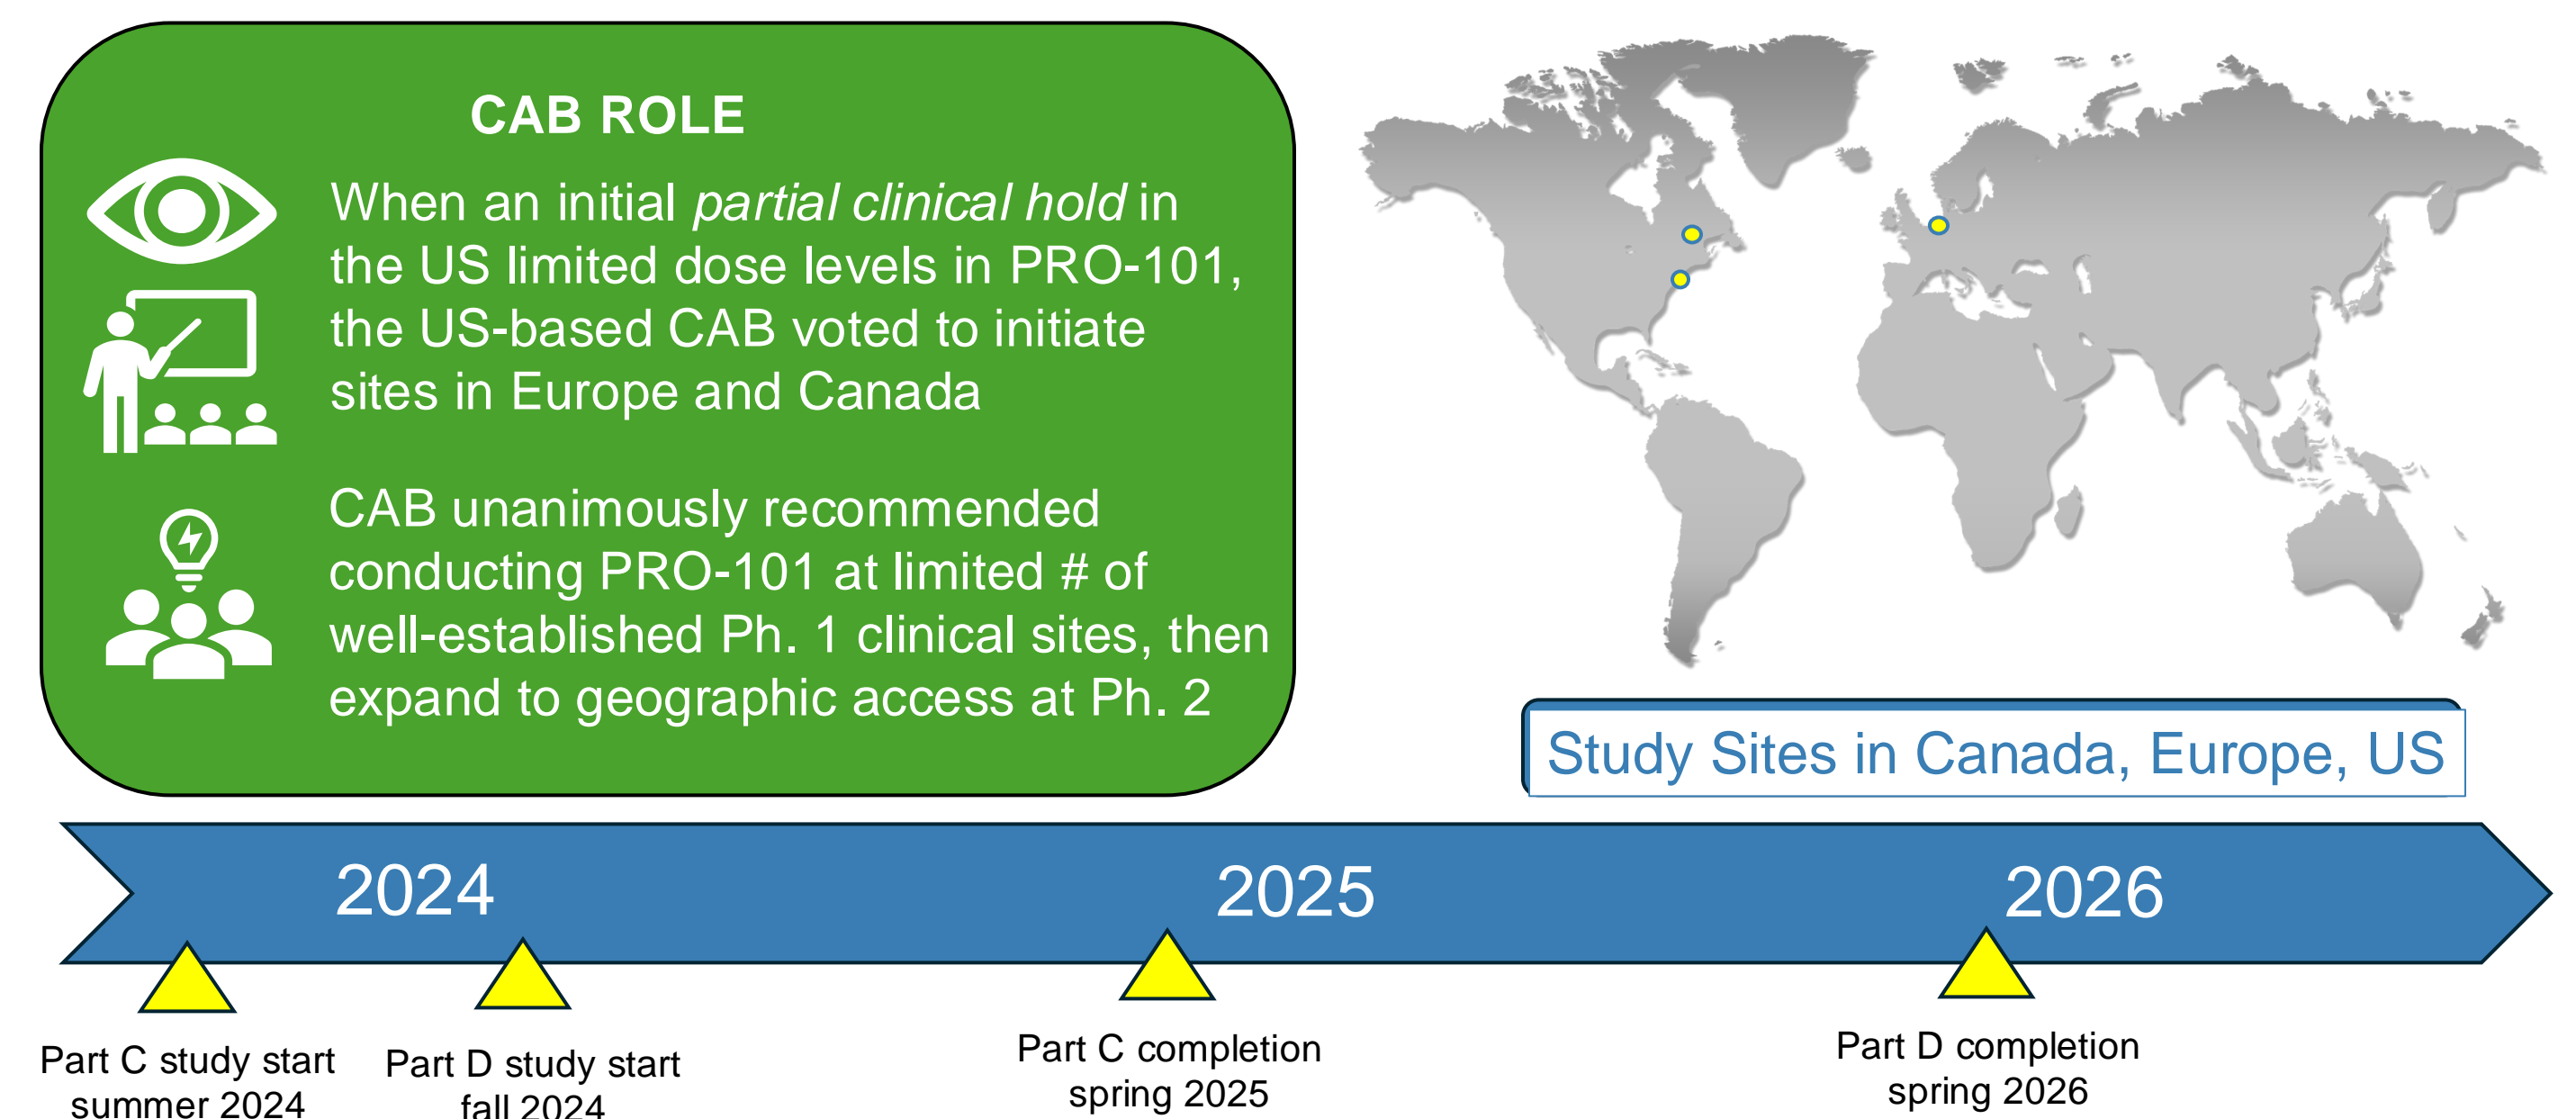 CAB ROLE
When an initial partial clinical hold in
the US limited dose levels in PRO-101,
the US-based CAB voted to initiate
sites in Europe and Canada
CAB unanimously recommended
conducting PRO-101 at limited # of
well-established Ph. 1 clinical sites, then
expand to geographic access at Ph. 2
Study Sites in Canada, Europe, US
2024
2025
2026
Part C study start
summer 2024
Part D study start
fall 2024
Part C completion
spring 2025
Part D completion
spring 2026